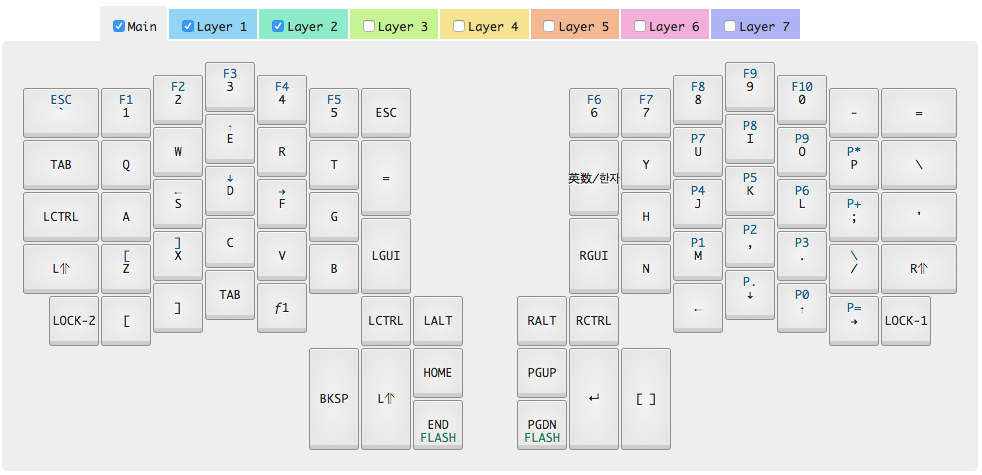 Main Layer 1 Layer 2 Layer 3 Layer 4 Layer 5 Layer 6 Layer 7
ESC F1 F2 F3 F4 F5 F6 F7 F8 F9 F10
` 1 2 3 4 5 ESC 6 7 8 9 0 - =
↑ P7 P8 P9 P*
TAB Q W E R T = 英数/한자 Y U I O P \
← ↓ → P4 P5 P6 P+
LCTRL A S D F G H J K L ; '
[ ] P1 P2 P3 \
L⇑ Z X C V B LGUI RGUI N M , . / R⇑
P. P0 P=
LOCK-2 [ ] TAB ƒ1 LCTRL LALT RALT RCTRL ← ↓ ↑ → LOCK-1
HOME PGUP
BKSP L⇑ ↵ [ ]
END PGDN
FLASH FLASH